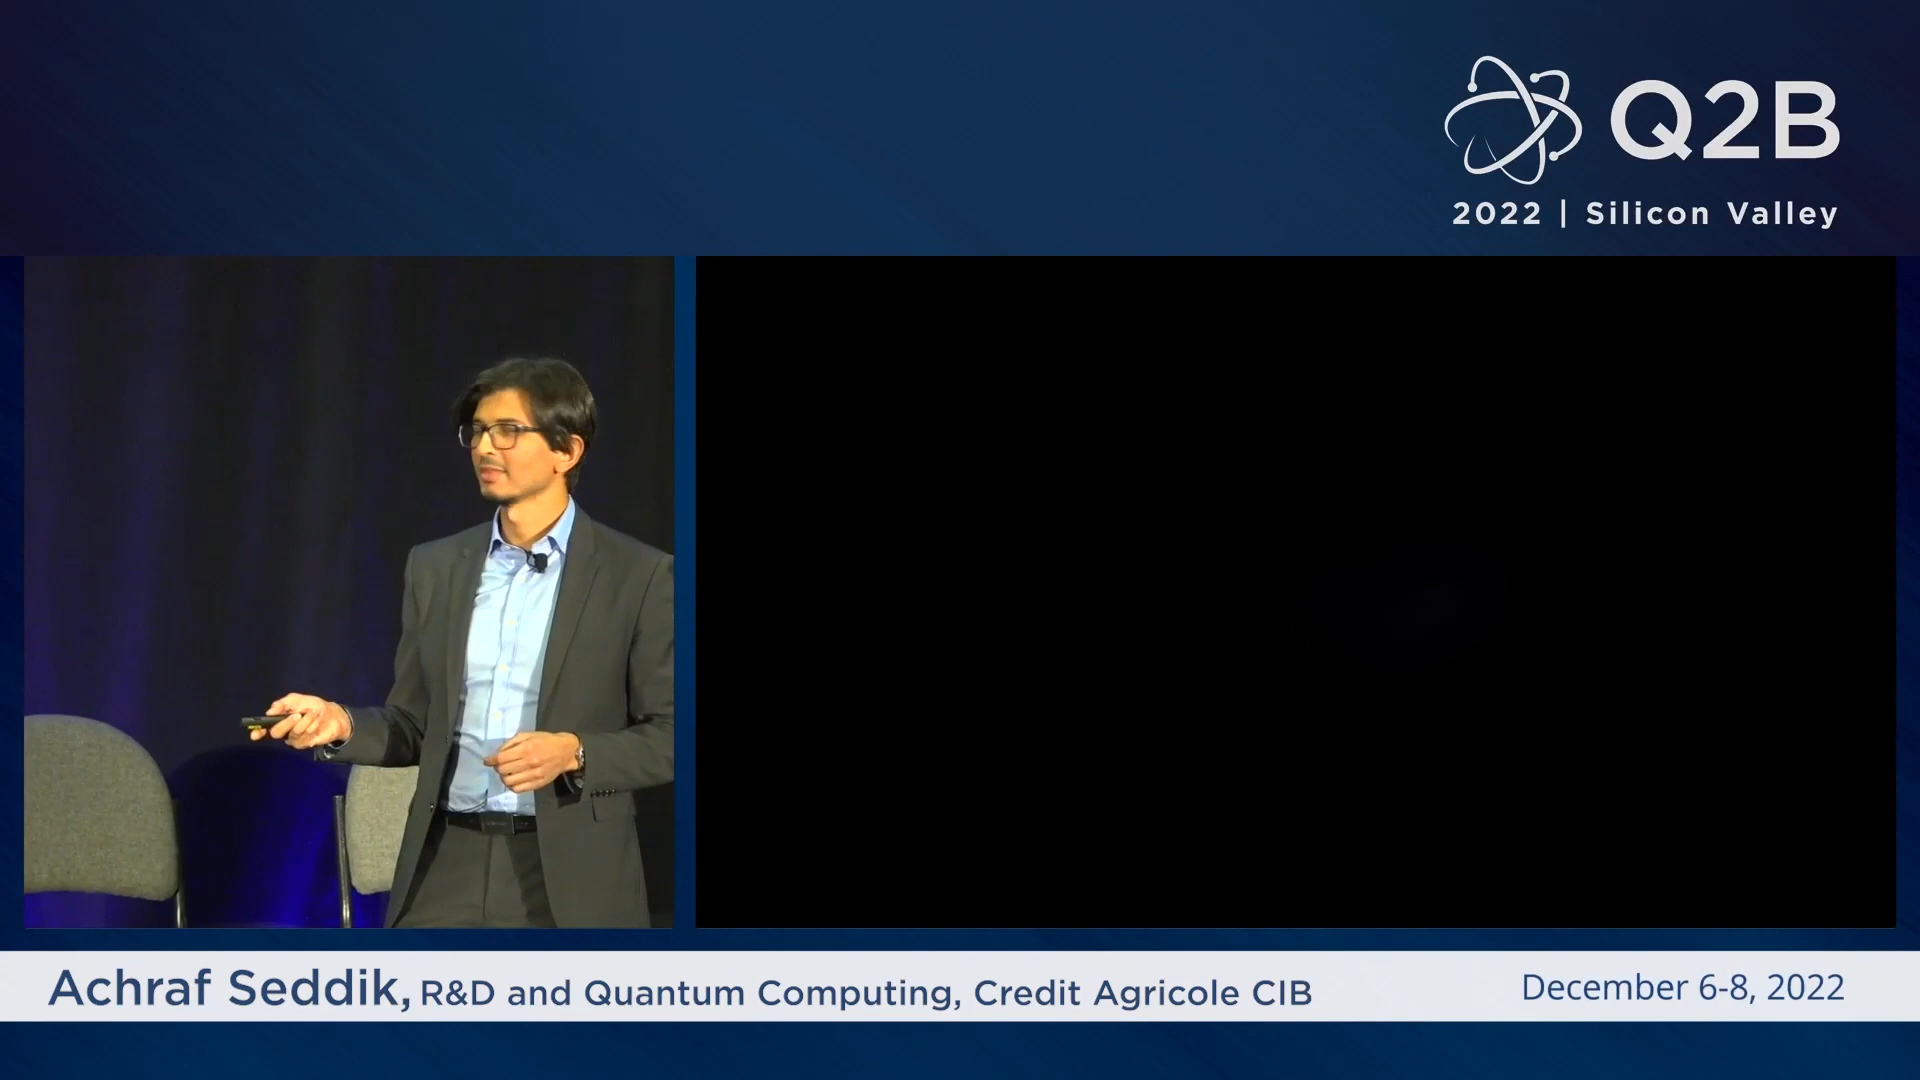 Q2B
2022 | Silicon Valley
Achraf Seddik, R&D and Quantum Computing, Credit Agricole CIB
December 6-8, 2022